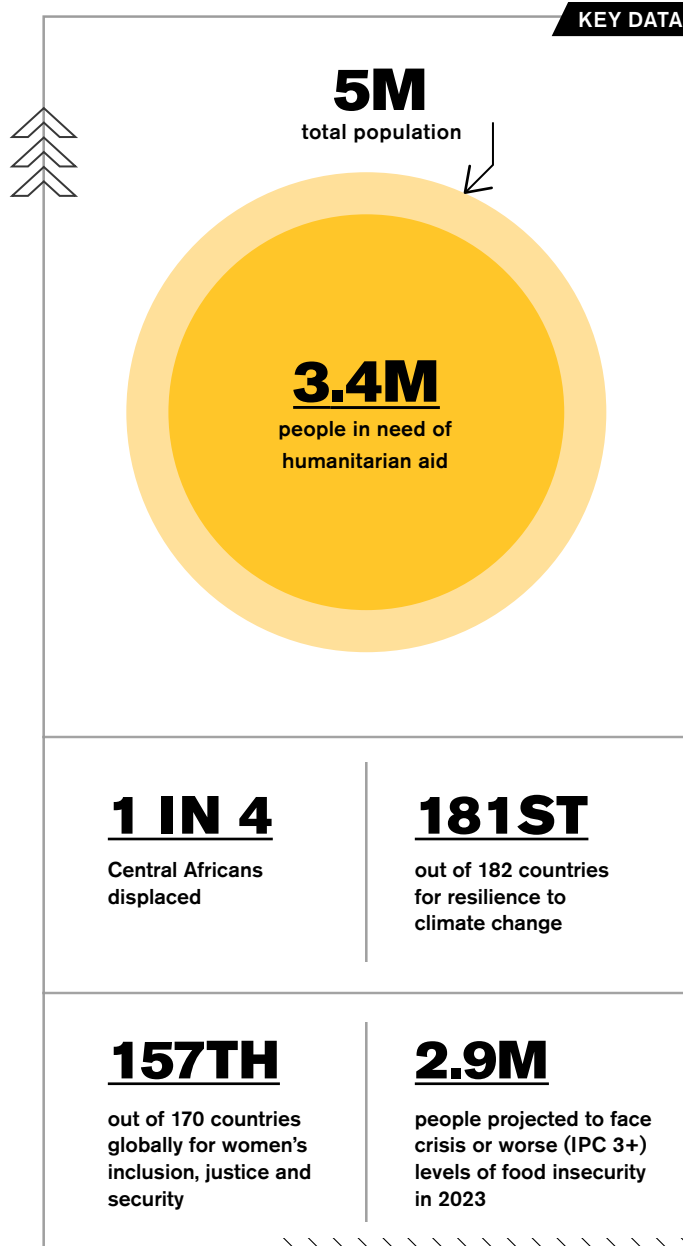 KEY DATA
5M
total population
3.4M
people in need of
humanitarian aid
1 IN 4
Central Africans
displaced
181ST
out of 182 countries
for resilience to
climate change
157TH
out of 170 countries
globally for women’s
inclusion, justice and
security
2.9M
people projected to face
crisis or worse (IPC 3+)
levels of food insecurity
in 2023